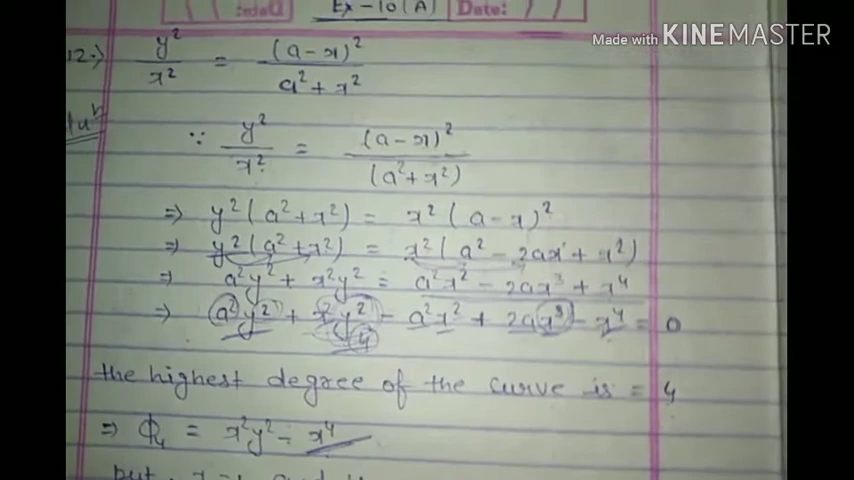 Ex-10(A) Date:
Made with KINEMASTER
12.) y²/x² = (a-x)²/a²+x²
∵ y²/x² = (a-x)²/(a²+x²)
⇒ y²(a²+x²) = x²(a-x)²
⇒ y²(a²+x²) = x²(a² - 2ax + x²)
⇒ a²y² + x²y² = a²x² - 2ax³ + x⁴
⇒ a²y² + x²y² - a²x² + 2ax³ - x⁴ = 0
4
the highest degree of the curve is = 4
⇒ ϕ₄ = x²y² - x⁴
put,